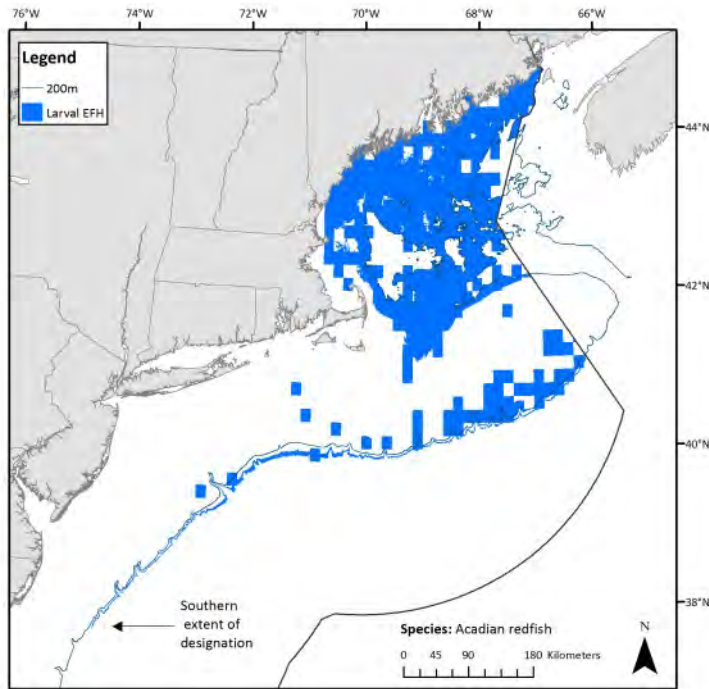 76°W 74°W 72°W 70°W 68°W 66°W
Legend
200m
Larval EFH
44°N
42°N
40°N
38°N
Southern
extent of
designation
Species: Acadian redfish
0 45 90 180 Kilometers
N